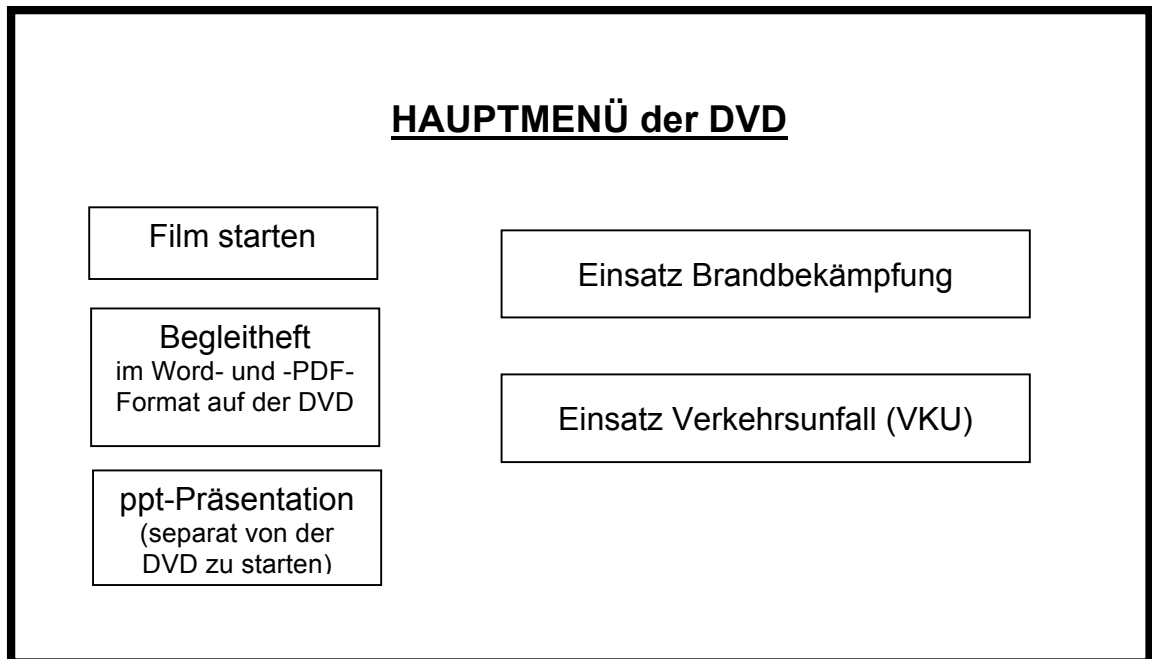 HAUPTMENÜ der DVD
Film starten
Begleitheft
im Word- und -PDF-
Format auf der DVD
ppt-Präsentation
(separat von der
DVD zu starten)
Einsatz Brandbekämpfung
Einsatz Verkehrsunfall (VKU)